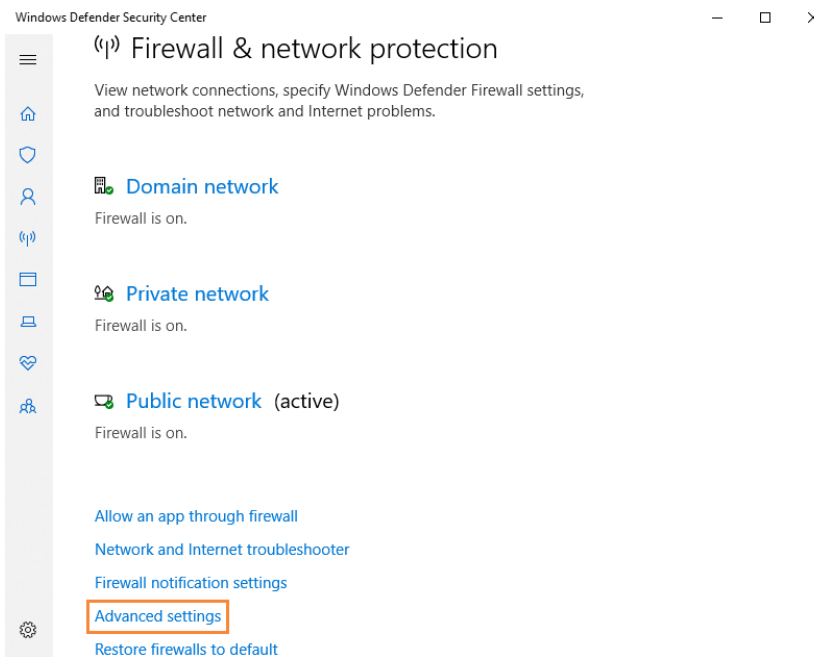 Windows Defender Security Center
Firewall & network protection
View network connections, specify Windows Defender Firewall settings,
and troubleshoot network and Internet problems.
Domain network
Firewall is on.
Private network
Firewall is on.
Public network (active)
Firewall is on.
Allow an app through firewall
Network and Internet troubleshooter
Firewall notification settings
Advanced settings
Restore firewalls to default